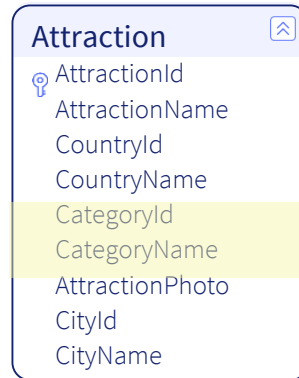 Attraction
AttractionId
AttractionName
CountryId
CountryName
CategoryId
CategoryName
AttractionPhoto
CityId
CityName